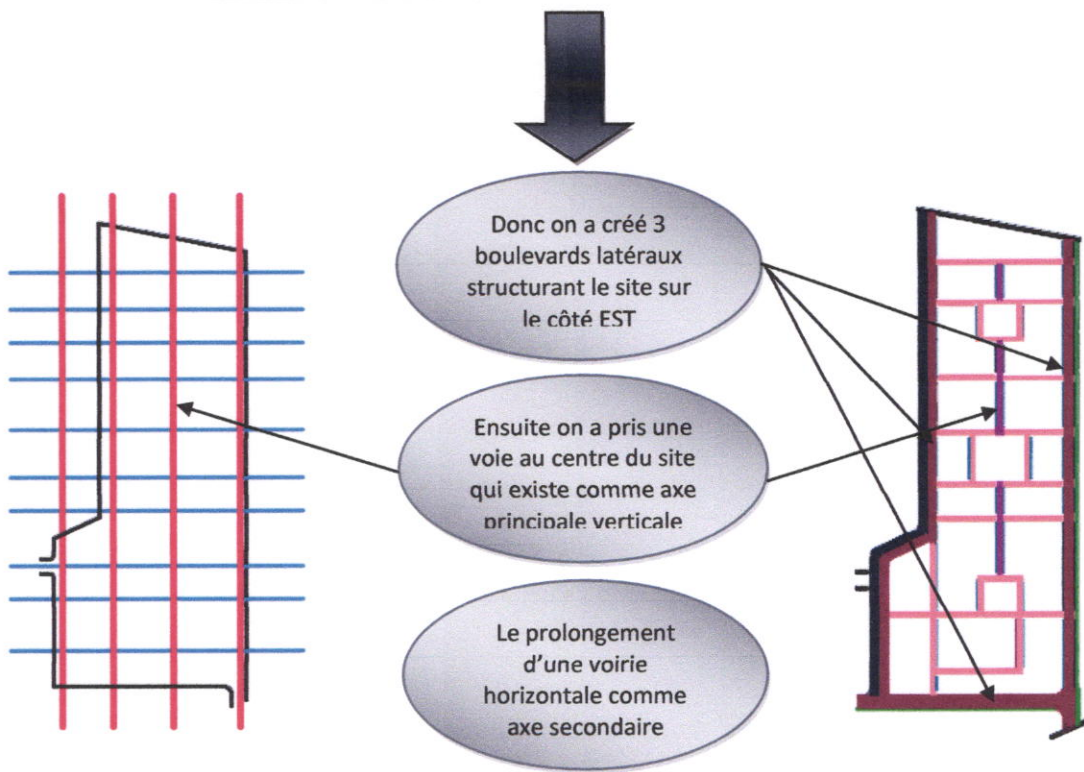 Donc on a créé 3
boulevards latéraux
structurant le site sur
le côté EST
Ensuite on a pris une
voie au centre du site
qui existe comme axe
principale verticale
Le prolongement
d’une voirie
horizontale comme
axe secondaire